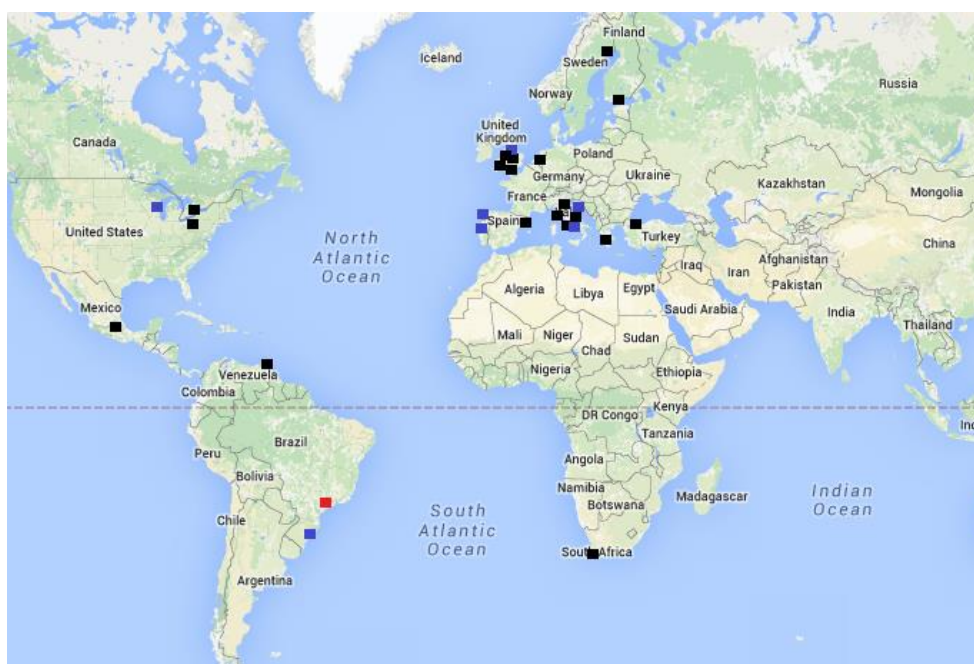 Finland
Iceland
Sweden
Russia
Norway
United
Kingdom
Canada
Poland
Germany
Ukraine
Kazakhstan
Mongolia
France
United States
Spain
Turkey
North
Atlantic
Ocean
China
Afghanistan
Iraq
Iran
Pakistan
Algeria
Libya
Egypt
Saudi Arabia
Mexico
India
Mali
Niger
Sudan
Thailand
Chad
Venezuela
Nigeria
Ethiopia
Colombia
DR Congo
Kenya
Brazil
Tanzania
Peru
Angola
Bolivia
Namibia
Madagascar
Botswana
Indian
Ocean
Chile
South
Atlantic
Ocean
South Africa
Argentina